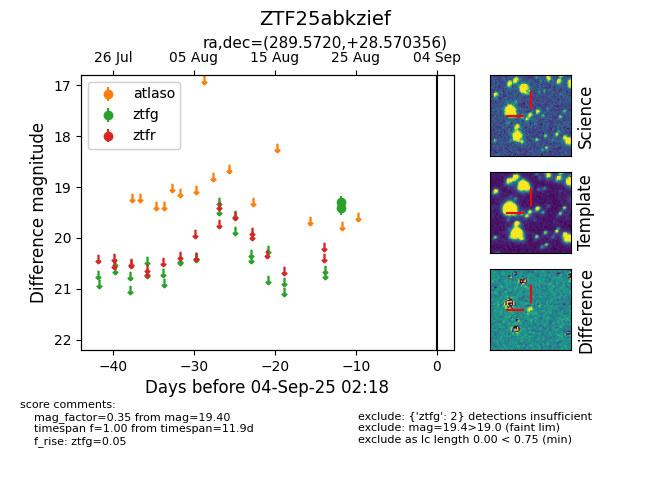 ZTF25abkzief
ra,dec=(289.5720,+28.570356)
26 Jul
05 Aug
15 Aug
25 Aug
04 Sep
17
18
19
20
21
22
Difference magnitude
atlaso
ztfg
ztfr
−40
−30
−20
−10
0
Days before 04-Sep-25 02:18
Science
Template
Difference
score comments:
mag_factor=0.35 from mag=19.40
timespan f=1.00 from timespan=11.9d
f_rise: ztfg=0.05
exclude: {'ztfg': 2} detections insufficient
exclude: mag=19.4>19.0 (faint lim)
exclude as lc length 0.00 < 0.75 (min)